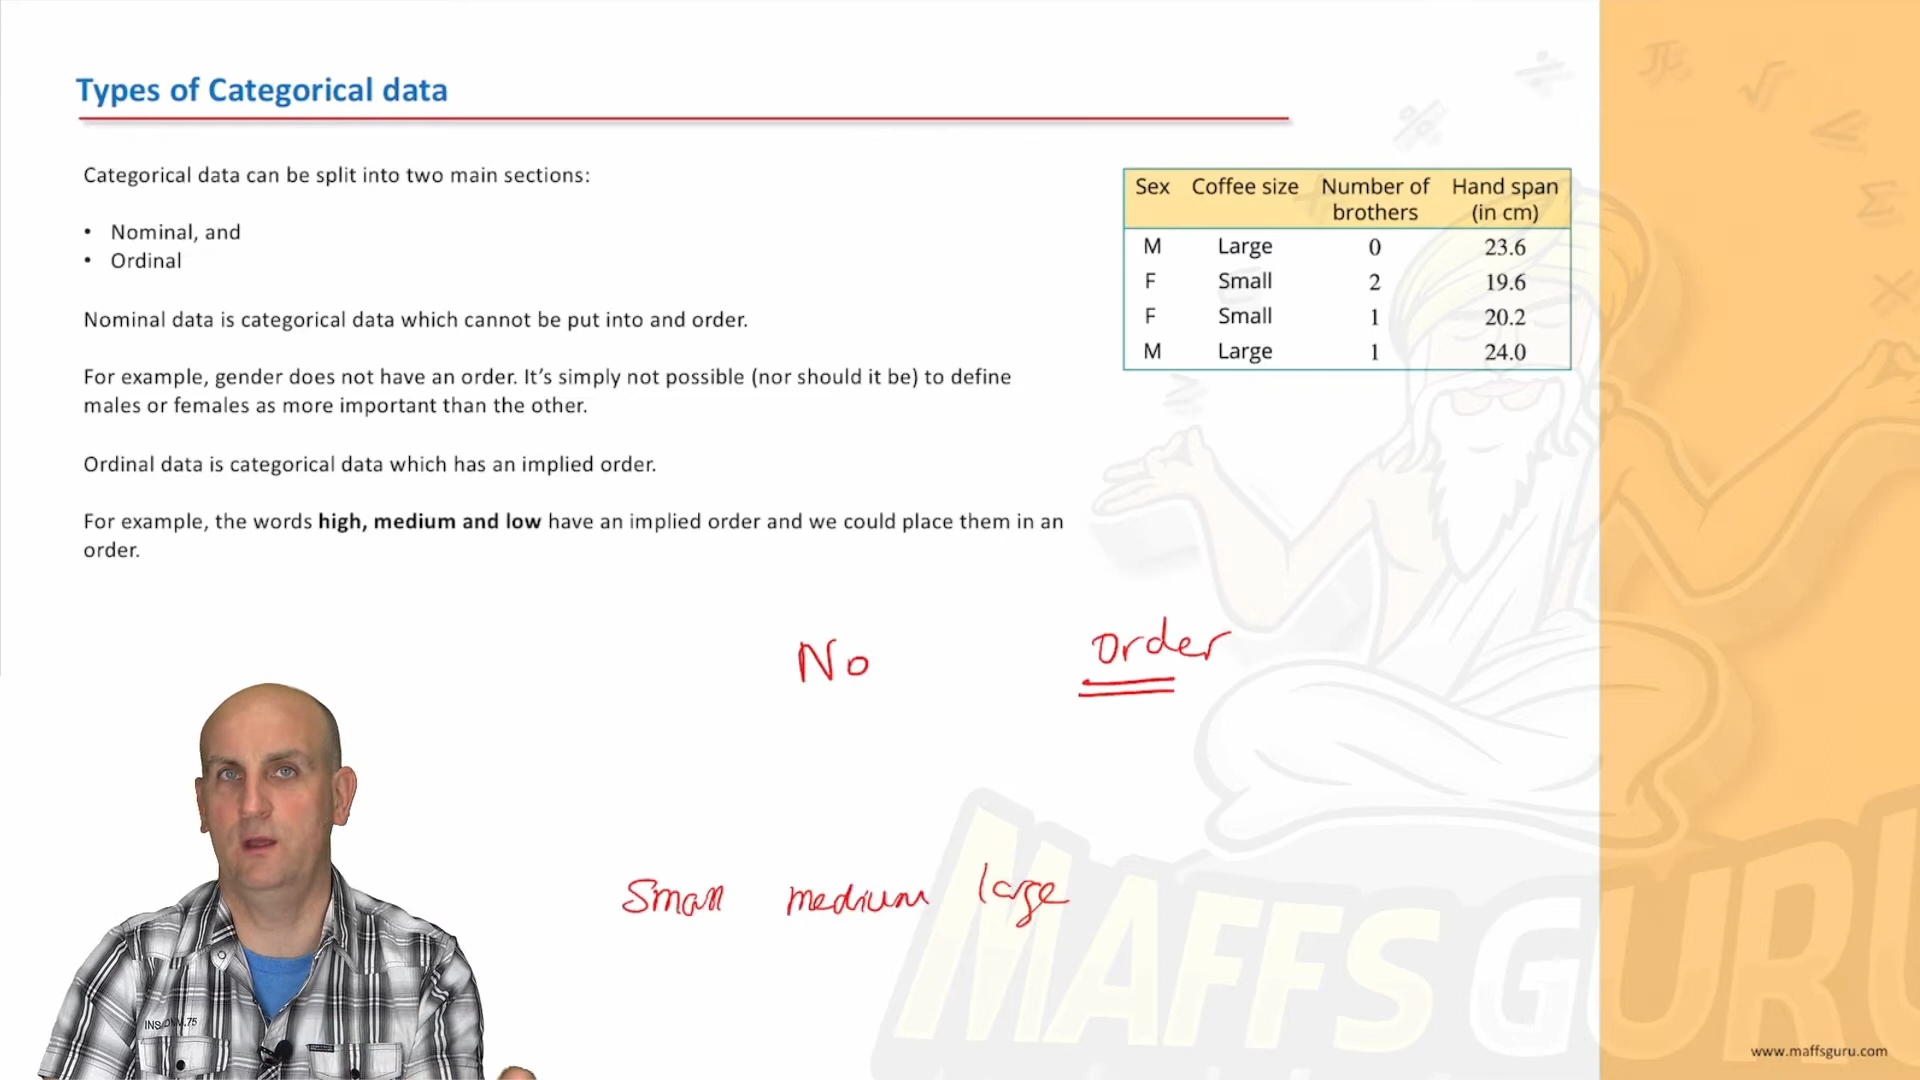 Types of Categorical data
Categorical data can be split into two main sections:
• Nominal, and
• Ordinal
Nominal data is categorical data which cannot be put into and order.
For example, gender does not have an order. It's simply not possible (nor should it be) to define
males or females as more important than the other.
Ordinal data is categorical data which has an implied order.
For example, the words high, medium and low have an implied order and we could place them in an
order.
Sex Coffee size Number of brothers Hand span (in cm)
M Large 0 23.6
F Small 2 19.6
F Small 1 20.2
M Large 1 24.0
No order
Small medium large
MAFFS GURU
www.maffsguru.com